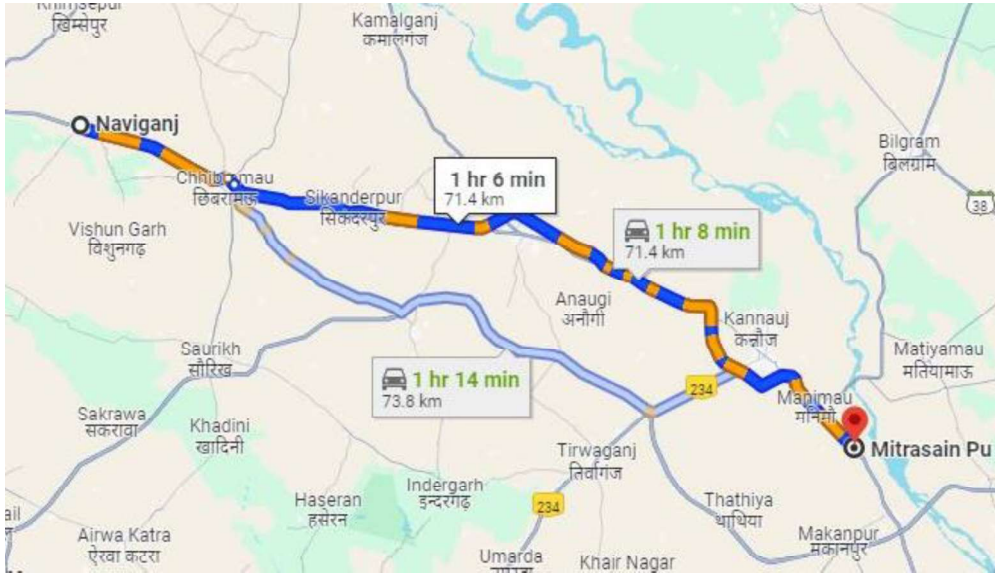 खिम्सेपुर
Kamalganj
कमालगंज
Naviganj
Bilgram
बिलग्राम
छिबरामऊ
Sikanderpur
सिकंदरपुर
1 hr 6 min
71.4 km
38
Vishun Garh
विशुनगढ़
1 hr 8 min
71.4 km
Anaugi
अनौगी
Kannauj
कन्नौज
Saurikh
सौरिख
Matiyamau
मतियामाऊ
1 hr 14 min
73.8 km
234
Manimau
मनिमौ
Sakrawa
सकरावा
Khadini
खादिनी
Mitrasain Pu
Tirwaganj
तिर्वागंज
Indergarh
इन्दरगढ़
Haseran
हसेरन
234
Thathiya
थाथिया
Airwa Katra
ऐरवा कटरा
Makanpur
मकानपुर
Umarda
Khair Nagar